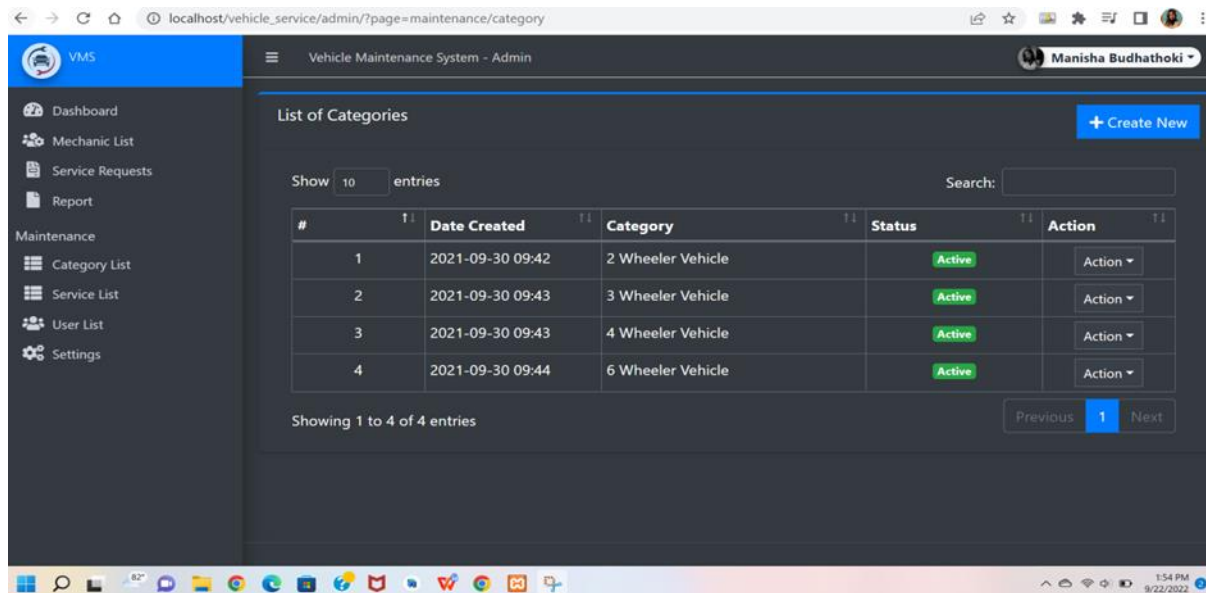 localhost/vehicle_service/admin/?page=maintenance/category
VMS
Vehicle Maintenance System - Admin
Manisha Budhathoki
Dashboard
Mechanic List
Service Requests
Report
Maintenance
Category List
Service List
User List
Settings
List of Categories
+ Create New
Show 10 entries
Search:
# Date Created Category Status Action
1 2021-09-30 09:42 2 Wheeler Vehicle Active Action
2 2021-09-30 09:43 3 Wheeler Vehicle Active Action
3 2021-09-30 09:43 4 Wheeler Vehicle Active Action
4 2021-09-30 09:44 6 Wheeler Vehicle Active Action
Showing 1 to 4 of 4 entries
Previous 1 Next
82°
1:54 PM
9/22/2022
2